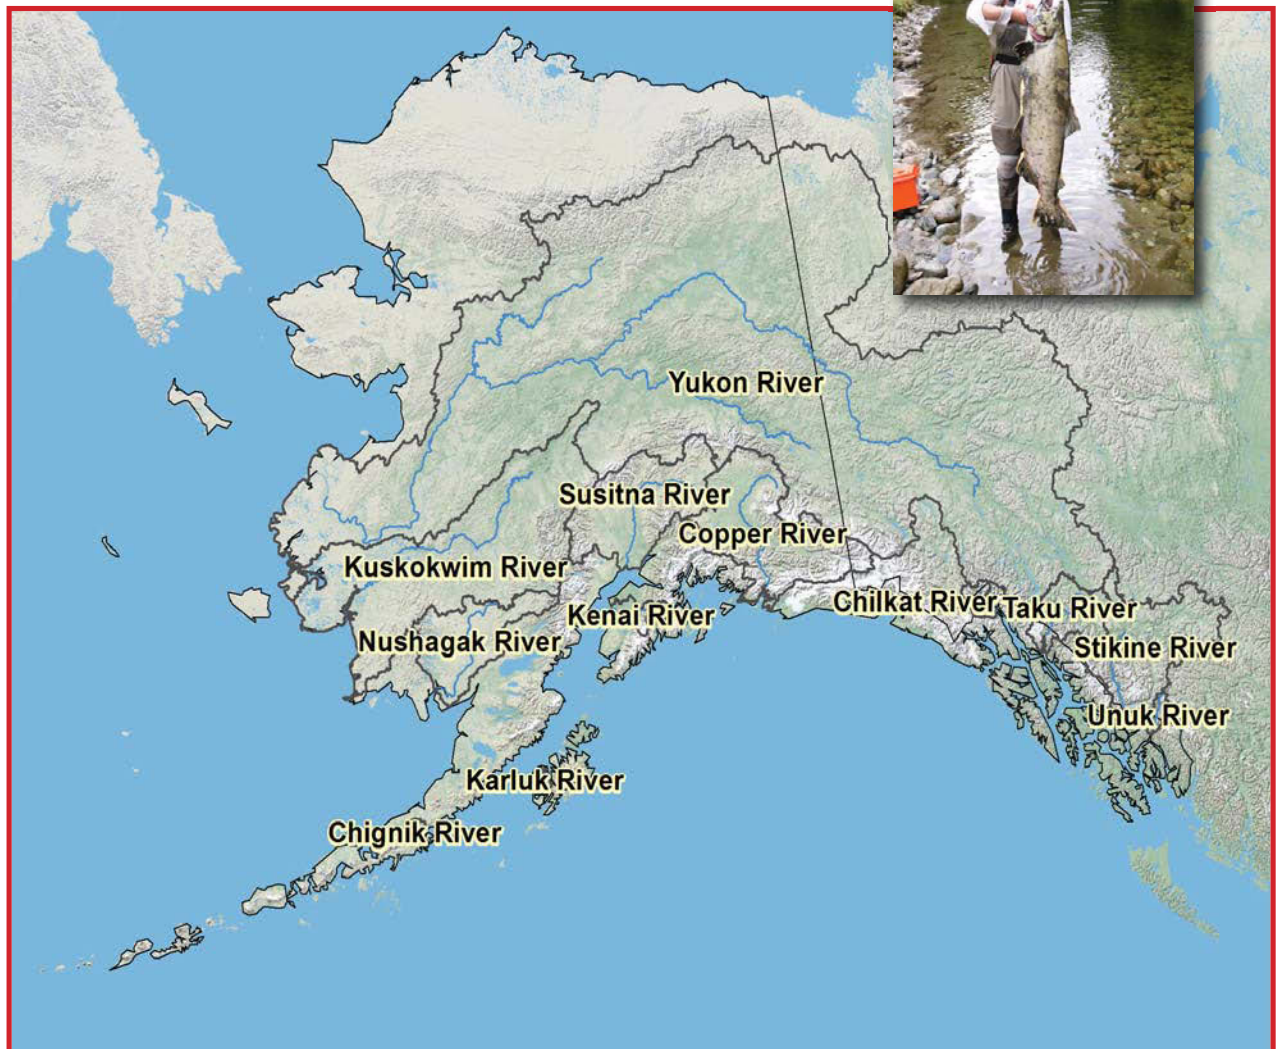 Yukon River
Susitna River
Copper River
Kuskokwim River
Chilkat River
Taku River
Kenai River
Nushagak River
Stikine River
Unuk River
Karluk River
Chignik River